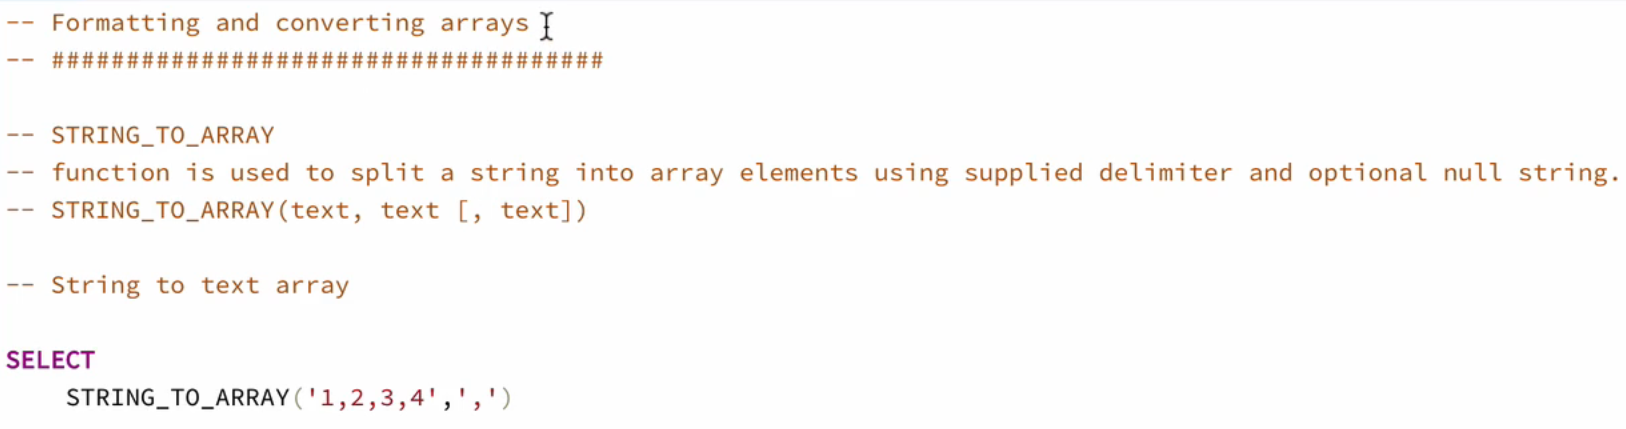 -- Formatting and converting arrays
-- #####################################
-- STRING_TO_ARRAY
-- function is used to split a string into array elements using supplied delimiter and optional null string.
-- STRING_TO_ARRAY(text, text [, text])
-- String to text array
SELECT
STRING_TO_ARRAY('1,2,3,4',',')